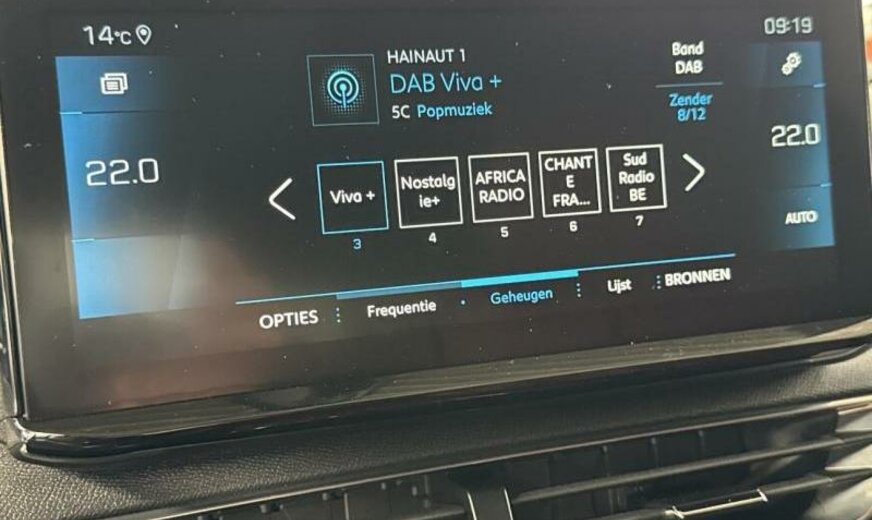 14°C
09:19
HAINAUT 1
DAB Viva +
5C Popmuziek
Band
DAB
Zender
8/12
22.0
22.0
AUTO
Viva +
3
Nostalg
ie+
4
AFRICA
RADIO
5
CHANT
E
FRA...
6
Sud
Radio
BE
7
OPTIES
Frequentie
Geheugen
Lijst
BRONNEN